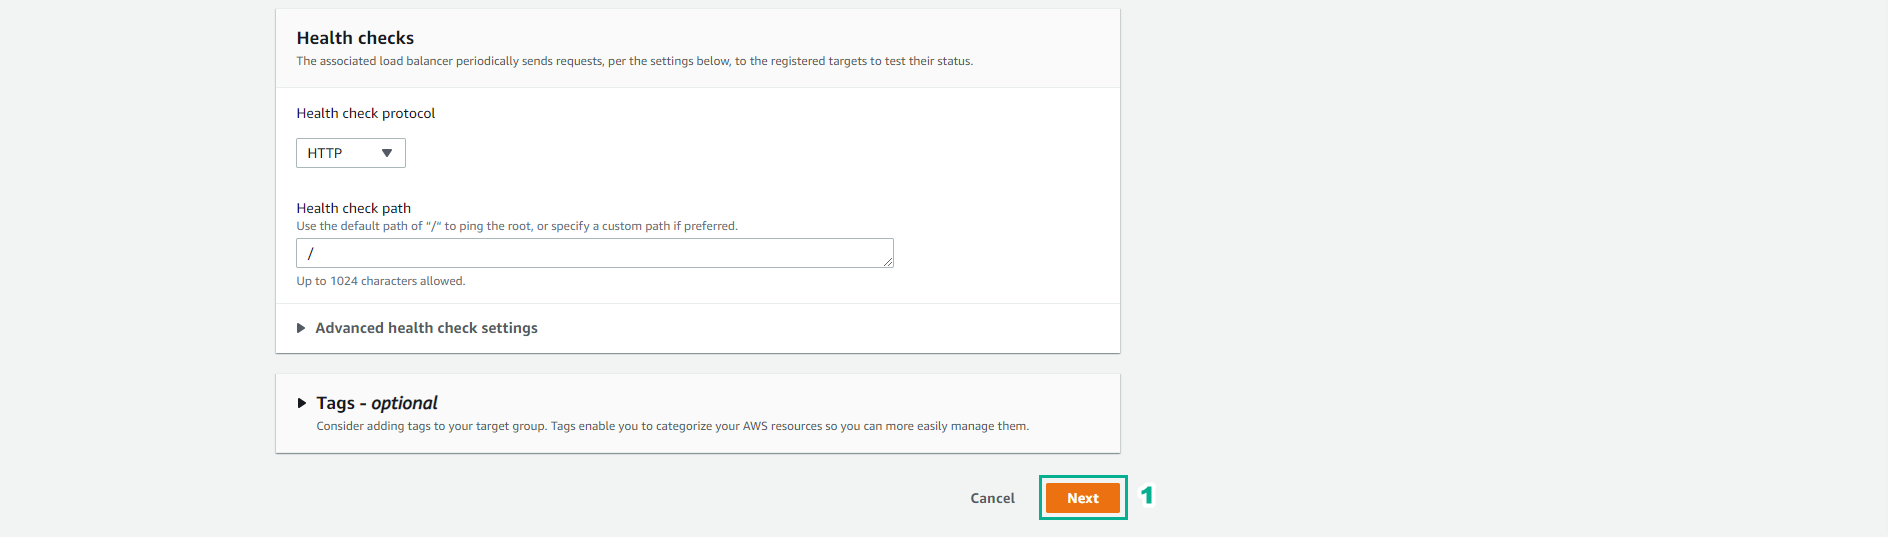 Health checks
The associated load balancer periodically sends requests, per the settings below, to the registered targets to test their status.
Health check protocol
HTTP
Health check path
Use the default path of "/" to ping the root, or specify a custom path if preferred.
/
Up to 1024 characters allowed.
Advanced health check settings
Tags - optional
Consider adding tags to your target group. Tags enable you to categorize your AWS resources so you can more easily manage them.
Cancel Next 1